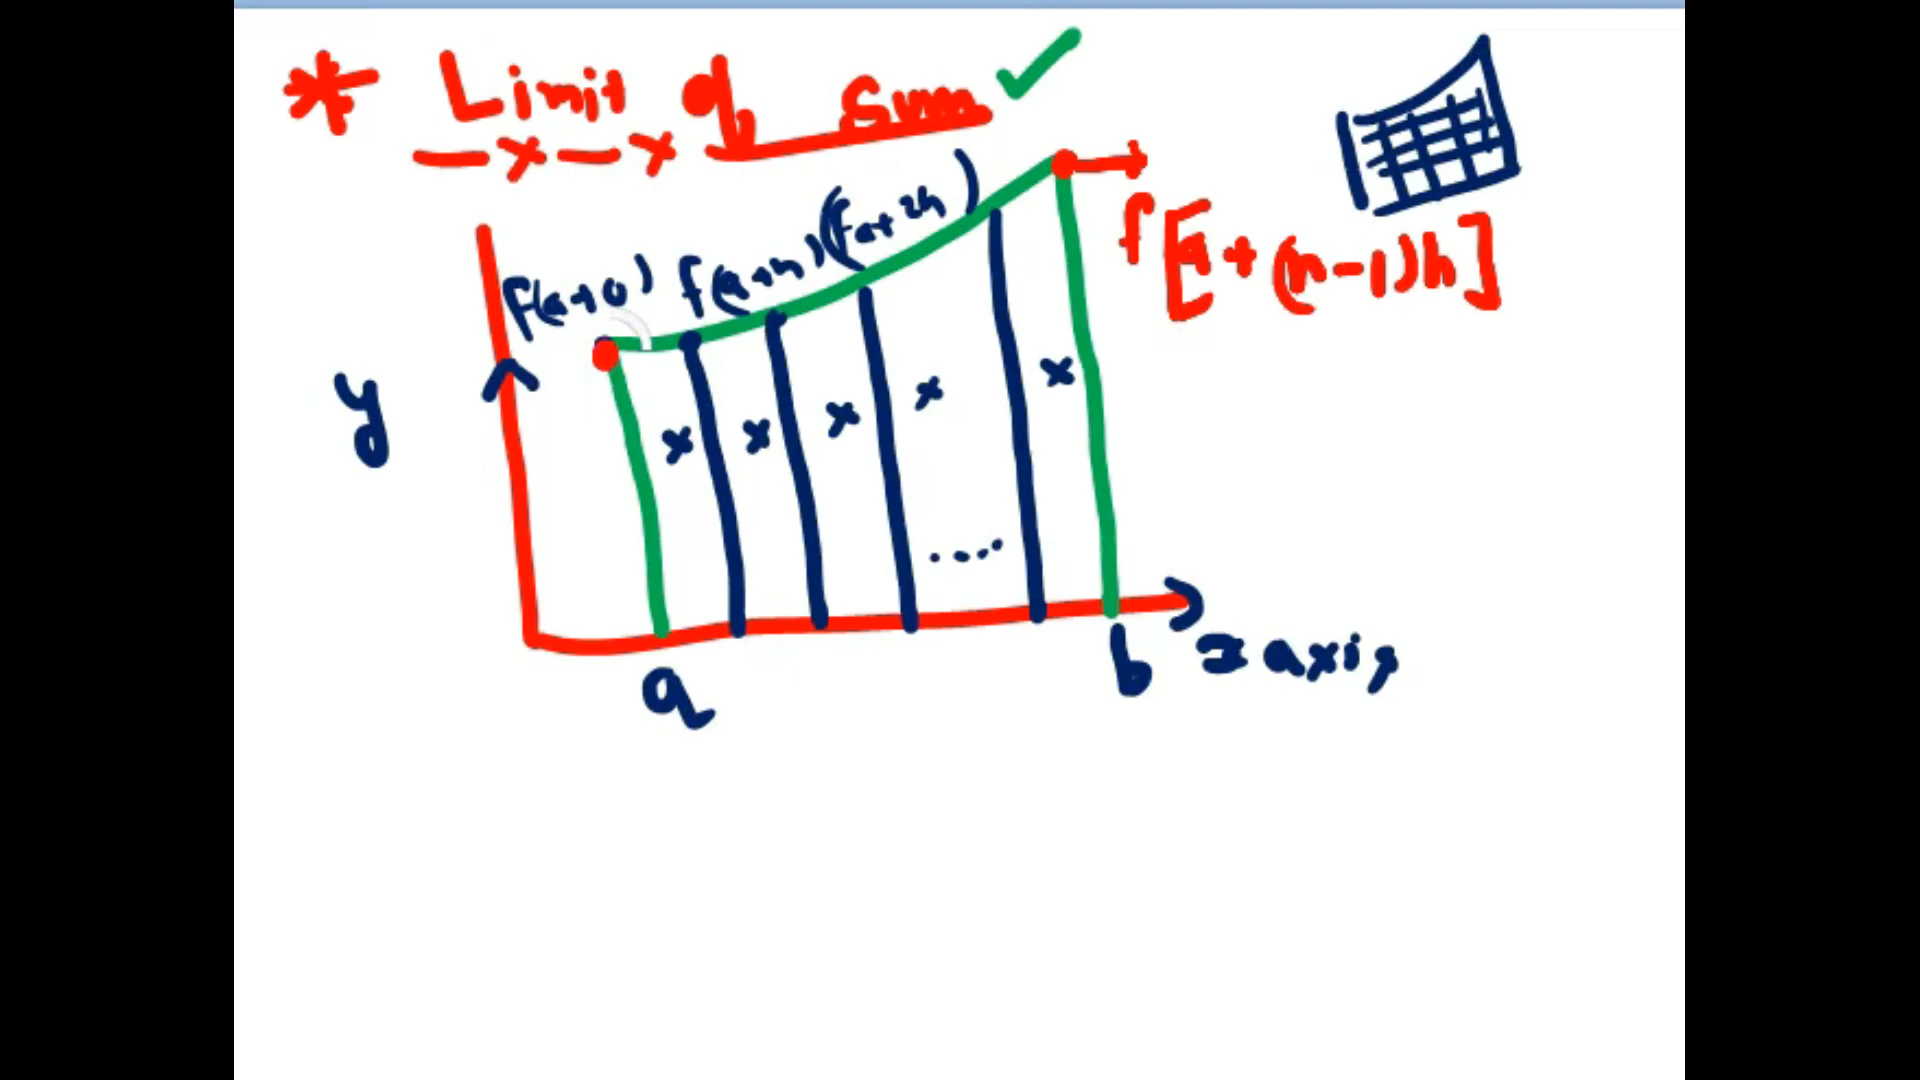 * Limit of Sum ✓
f(a+0) f(a+h) f(a+2h)
f[a+(n-1)h]
y
x x x x x
....
a b x axis